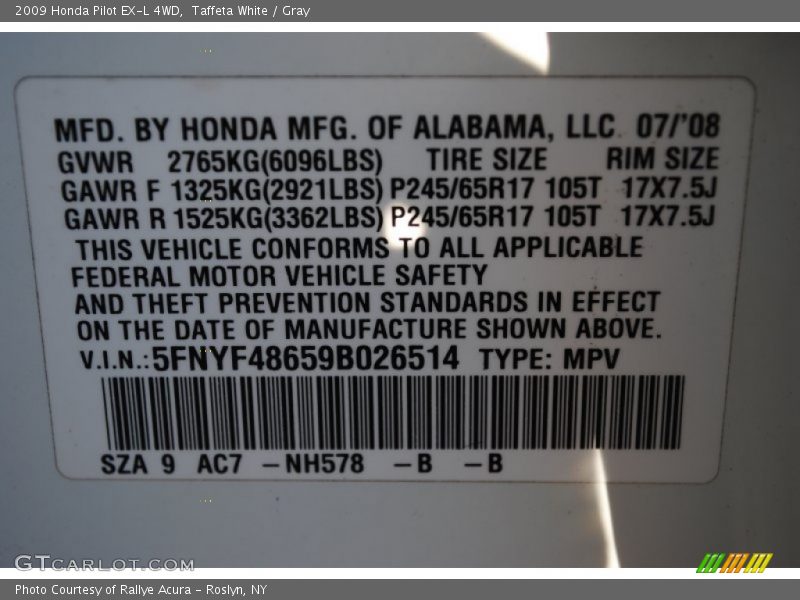 2009 Honda Pilot EX-L 4WD, Taffeta White / Gray
MFD. BY HONDA MFG. OF ALABAMA, LLC 07/'08
GVWR 2765KG(6096LBS) TIRE SIZE RIM SIZE
GAWR F 1325KG(2921LBS) P245/65R17 105T 17X7.5J
GAWR R 1525KG(3362LBS) P245/65R17 105T 17X7.5J
THIS VEHICLE CONFORMS TO ALL APPLICABLE
FEDERAL MOTOR VEHICLE SAFETY
AND THEFT PREVENTION STANDARDS IN EFFECT
ON THE DATE OF MANUFACTURE SHOWN ABOVE.
V.I.N.: 5FNYF48659B026514 TYPE: MPV
SZA 9 AC7 -NH578 -B -B
GTCARLOT.COM
Photo Courtesy of Rallye Acura - Roslyn, NY